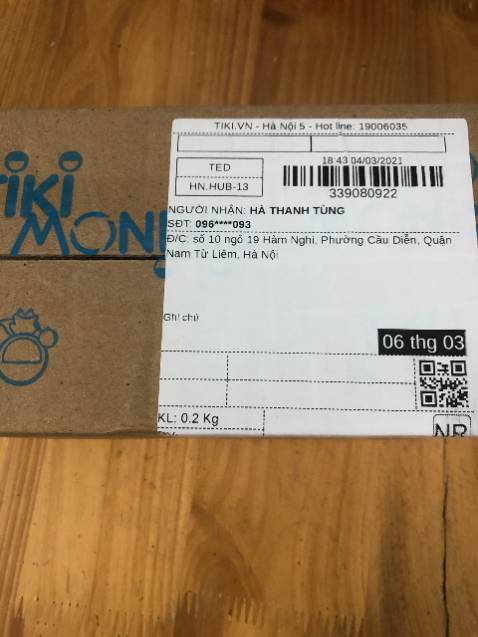 TIKI.VN - Hà Nội 5 - Hot line: 19006035
TED
HN.HUB-13
18:43 04/03/2021
339080922
TIKI
NGƯỜI NHẬN: HÀ THANH TÙNG
SĐT: 096****093
Đ/C. số 10 ngõ 19 Hàm Nghi, Phường Cầu Diễn, Quận
Nam Từ Liêm, Hà Nội
Ghi chú
06 thg 03
KL: 0.2 Kg
NR